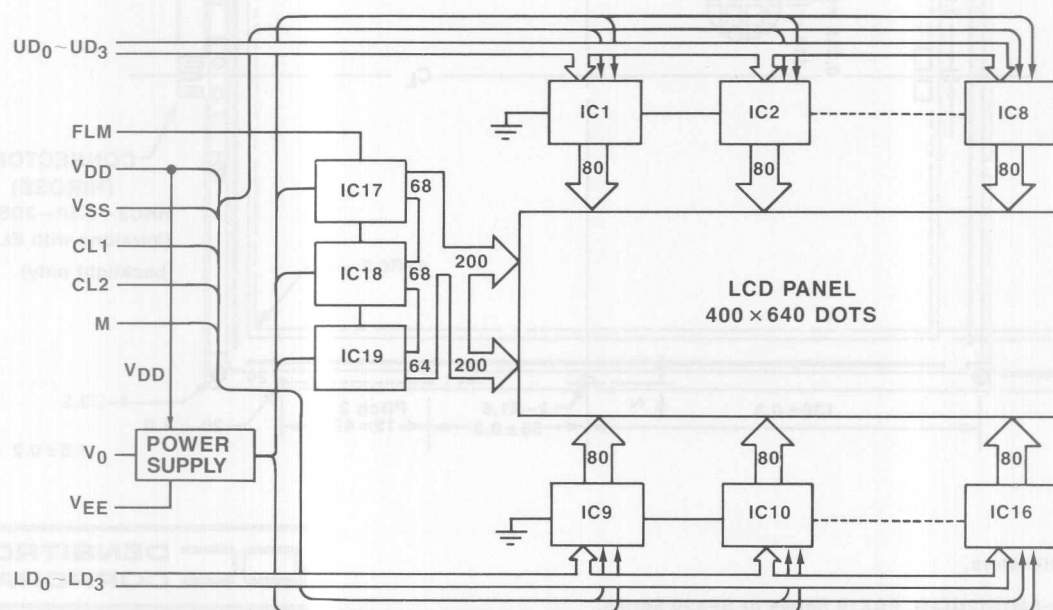 UD0~UD3
FLM
VDD
VSS
CL1
CL2
M
VDD
V0
VEE
LD0~LD3
POWER
SUPPLY
IC17
IC18
IC19
68
68
64
200
200
IC1
IC2
IC8
80
80
80
LCD PANEL
400 × 640 DOTS
80
80
80
IC9
IC10
IC16